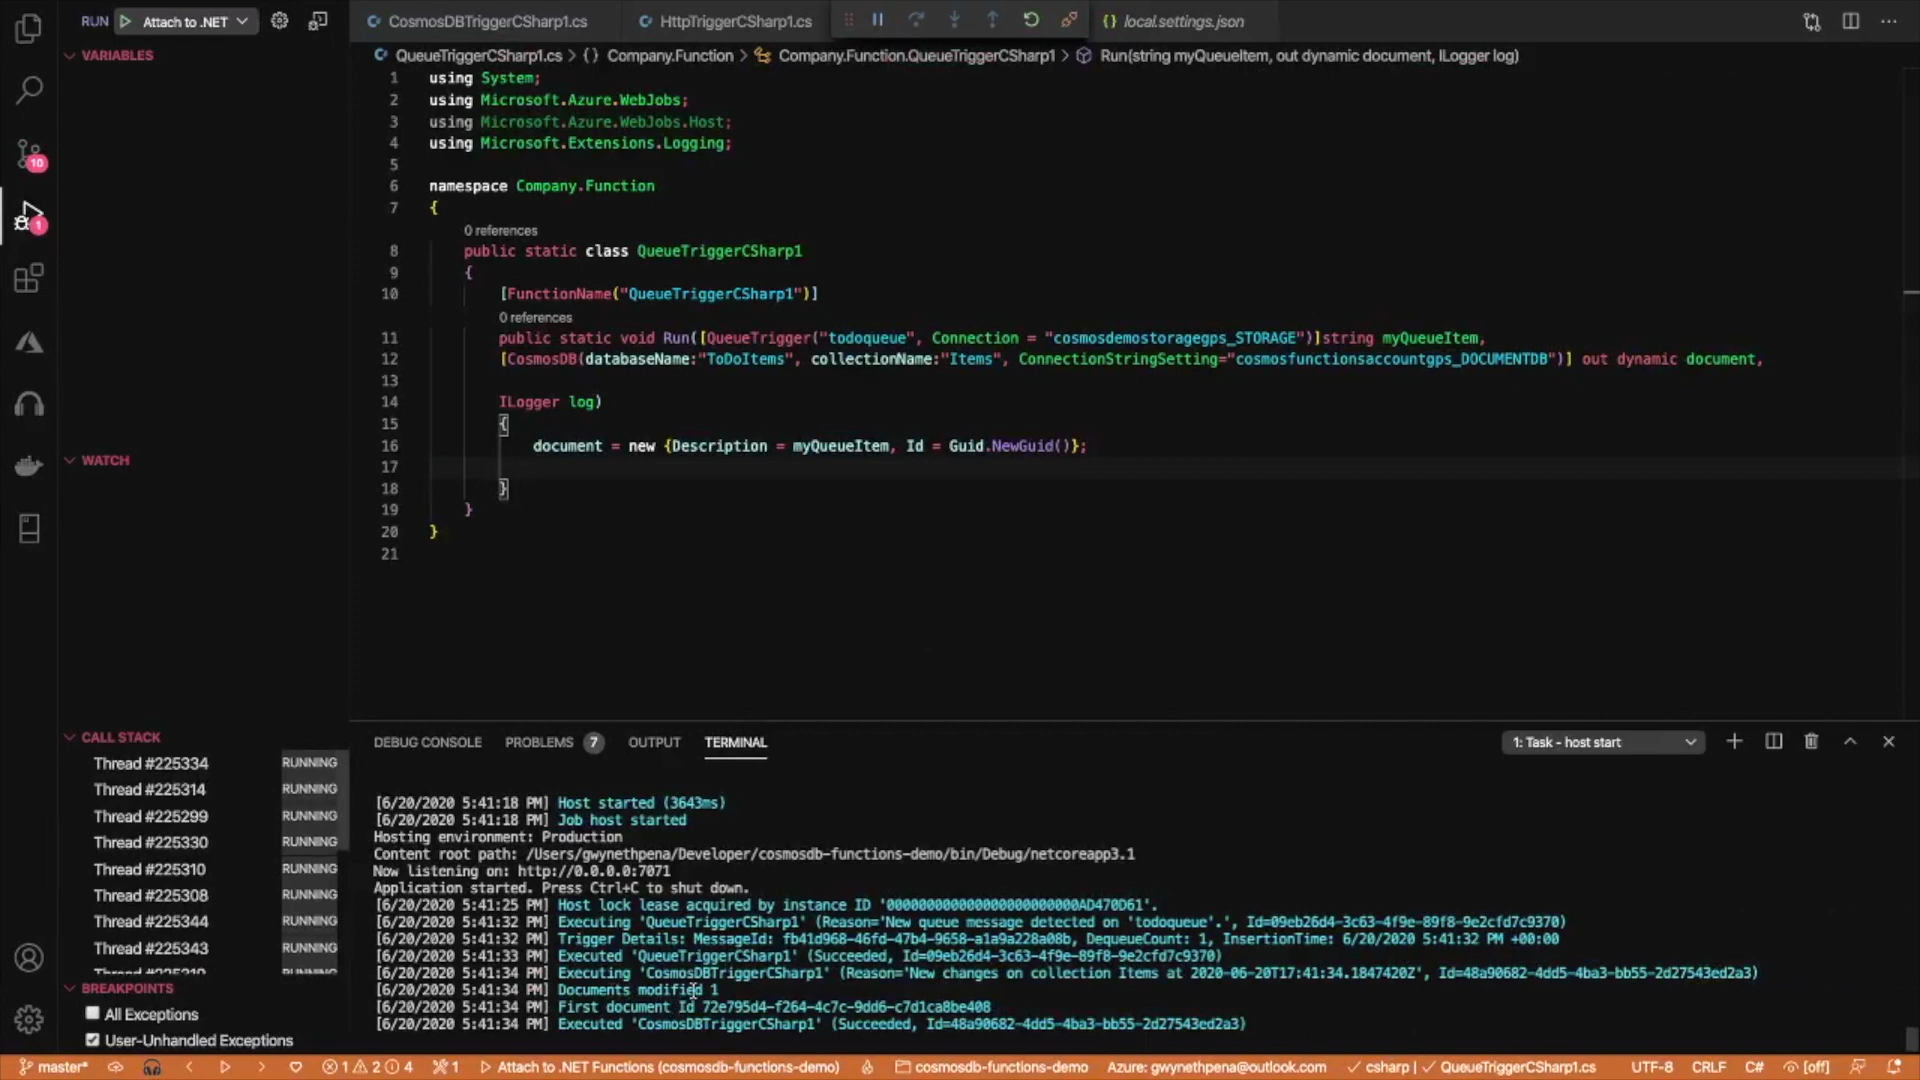 RUN Attach to .NET
CosmosDBTriggerCSharp1.cs HttpTriggerCSharp1.cs {} local.settings.json
VARIABLES
QueueTriggerCSharp1.cs > {} Company.Function > Company.Function.QueueTriggerCSharp1 > Run(string myQueueItem, out dynamic document, ILogger log)
1 using System;
2 using Microsoft.Azure.WebJobs;
3 using Microsoft.Azure.WebJobs.Host;
4 using Microsoft.Extensions.Logging;
5
6 namespace Company.Function
7 {
0 references
8 public static class QueueTriggerCSharp1
9 {
10 [FunctionName("QueueTriggerCSharp1")]
0 references
11 public static void Run([QueueTrigger("todoqueue", Connection = "cosmosdemostoragegps_STORAGE")]string myQueueItem,
12 [CosmosDB(databaseName:"ToDoItems", collectionName:"Items", ConnectionStringSetting="cosmosfunctionsaccountgps_DOCUMENTDB")] out dynamic document,
13
14 ILogger log)
15 {
16 document = new {Description = myQueueItem, Id = Guid.NewGuid()};
17
18 }
19 }
20 }
21
10
1
WATCH
CALL STACK
Thread #225334 RUNNING
Thread #225314 RUNNING
Thread #225299 RUNNING
Thread #225330 RUNNING
Thread #225310 RUNNING
Thread #225308 RUNNING
Thread #225344 RUNNING
Thread #225343 RUNNING
BREAKPOINTS
All Exceptions
User-Unhandled Exceptions
DEBUG CONSOLE PROBLEMS 7 OUTPUT TERMINAL 1: Task - host start
[6/20/2020 5:41:18 PM] Host started (3643ms)
[6/20/2020 5:41:18 PM] Job host started
Hosting environment: Production
Content root path: /Users/gwynethpena/Developer/cosmosdb-functions-demo/bin/Debug/netcoreapp3.1
Now listening on: http://0.0.0.0:7071
Application started. Press Ctrl+C to shut down.
[6/20/2020 5:41:25 PM] Host lock lease acquired by instance ID '000000000000000000000000AD470D61'.
[6/20/2020 5:41:32 PM] Executing 'QueueTriggerCSharp1' (Reason='New queue message detected on 'todoqueue'.', Id=09eb26d4-3c63-4f9e-89f8-9e2cfd7c9370)
[6/20/2020 5:41:32 PM] Trigger Details: MessageId: fb41d968-46fd-47b4-9658-a1a9a228a08b, DequeueCount: 1, InsertionTime: 6/20/2020 5:41:32 PM +00:00
[6/20/2020 5:41:33 PM] Executed 'QueueTriggerCSharp1' (Succeeded, Id=09eb26d4-3c63-4f9e-89f8-9e2cfd7c9370)
[6/20/2020 5:41:34 PM] Executing 'CosmosDBTriggerCSharp1' (Reason='New changes on collection Items at 2020-06-20T17:41:34.1847420Z', Id=48a90682-4dd5-4ba3-bb55-2d27543ed2a3)
[6/20/2020 5:41:34 PM] Documents modified 1
[6/20/2020 5:41:34 PM] First document Id 72e795d4-f264-4c7c-9dd6-c7d1ca8be408
[6/20/2020 5:41:34 PM] Executed 'CosmosDBTriggerCSharp1' (Succeeded, Id=48a90682-4dd5-4ba3-bb55-2d27543ed2a3)
master* 1 2 4 1 Attach to .NET Functions (cosmosdb-functions-demo) cosmosdb-functions-demo Azure: gwynethpena@outlook.com csharp | QueueTriggerCSharp1.cs UTF-8 CRLF C# [off]